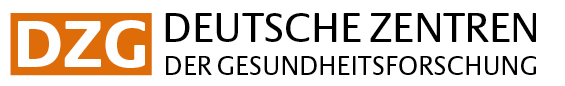 DZG DEUTSCHE ZENTREN
DER GESUNDHEITSFORSCHUNG